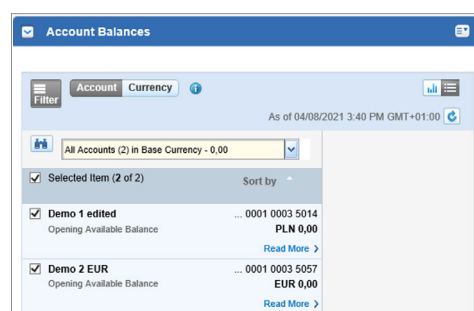 Account Balances
Filter
Account Currency
As of 04/08/2021 3:40 PM GMT+01:00
All Accounts (2) in Base Currency - 0,00
Selected Item (2 of 2) Sort by
Demo 1 edited ... 0001 0003 5014
Opening Available Balance PLN 0,00
Read More
Demo 2 EUR ... 0001 0003 5057
Opening Available Balance EUR 0,00
Read More